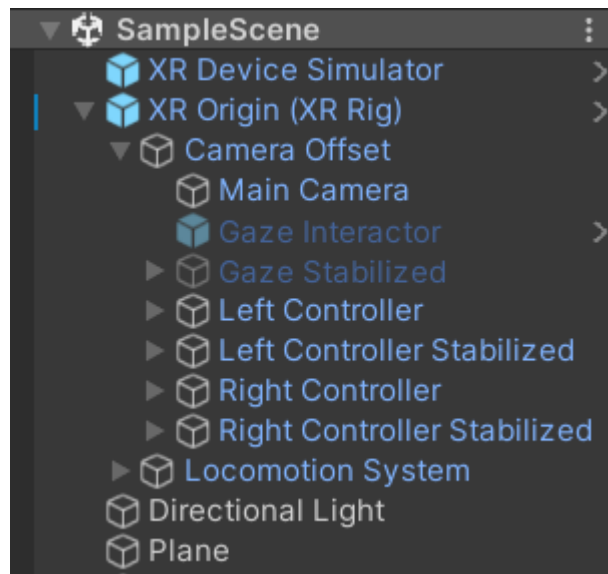 SampleScene
XR Device Simulator
XR Origin (XR Rig)
Camera Offset
Main Camera
Gaze Interactor
Gaze Stabilized
Left Controller
Left Controller Stabilized
Right Controller
Right Controller Stabilized
Locomotion System
Directional Light
Plane